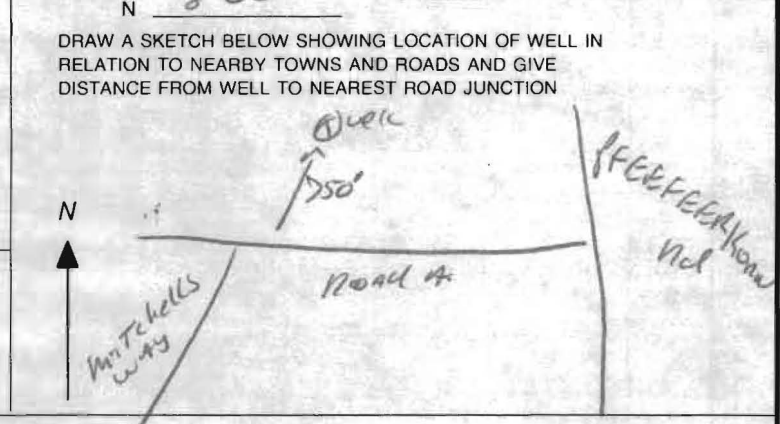 N
DRAW A SKETCH BELOW SHOWING LOCATION OF WELL IN
RELATION TO NEARBY TOWNS AND ROADS AND GIVE
DISTANCE FROM WELL TO NEAREST ROAD JUNCTION
well
750'
N
PFEEFEERKORN
Rd
ROAD A
MITchells
WAY